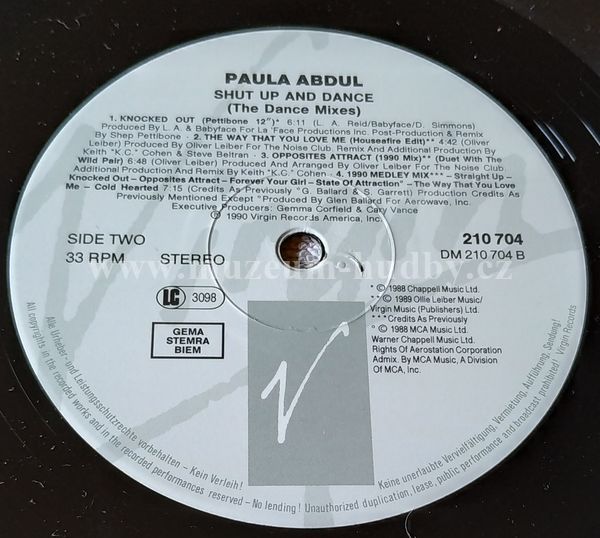 PAULA ABDUL
SHUT UP AND DANCE
(The Dance Mixes)
1. KNOCKED OUT (Pettibone 12")* 6:11 (L. A. Reid/Babyface/D. Simmons)
Produced By L. A. & Babyface For La 'Face Productions Inc. Post-Production & Remix
By Shep Pettibone - 2. THE WAY THAT YOU LOVE ME (Houseafire Edit)** 4:42 (Oliver
Leiber) Produced By Oliver Leiber For The Noise Club. Remix And Additional Production By
Keith "K.C." Cohen & Steve Beltran - 3. OPPOSITES ATTRACT (1990 Mix)** (Duet With The
Wild Pair) 6:48 (Oliver Leiber) Produced And Arranged By Oliver Leiber For The Noise Club.
Additional Production And Remix By Keith "K.C." Cohen - 4. 1990 MEDLEY MIX*** – Straight Up –
Knocked Out – Opposites Attract – Forever Your Girl – State Of Attraction° – The Way That You Love
Me – Cold Hearted 7:15 (Credits As Previously °G. Ballard & S. Garrett) Production Credits As
Previously Mentioned Except °Produced By Glen Ballard For Aerowave, Inc.
Executive Producers: Gemma Corfield & Cary Vance
℗ 1990 Virgin Records America, Inc.
SIDE TWO
210 704
33 RPM STEREO
DM 210 704 B
www.muzeum-hudby.cz
LC 3098
GEMA
STEMRA
BIEM
* © 1988 Chappell Music Ltd.
** © 1989 Ollie Leiber Music/
Virgin Music (Publishers) Ltd.
***Credits As Previously
° © 1988 MCA Music Ltd.
Warner Chappell Music Ltd.
Rights Of Aerostation Corporation
Admix. By MCA Music, A Division
Of MCA, Inc.
Alle Urheber- und Leistungsschutzrechte vorbehalten – Kein Verleih! Keine unerlaubte Vervielfältigung, Vermietung, Aufführung, Sendung!
All copyrights in the recorded works and in the recorded performances reserved – No lending! Unauthorized duplication, lease, public performance and broadcast prohibited! Virgin Records